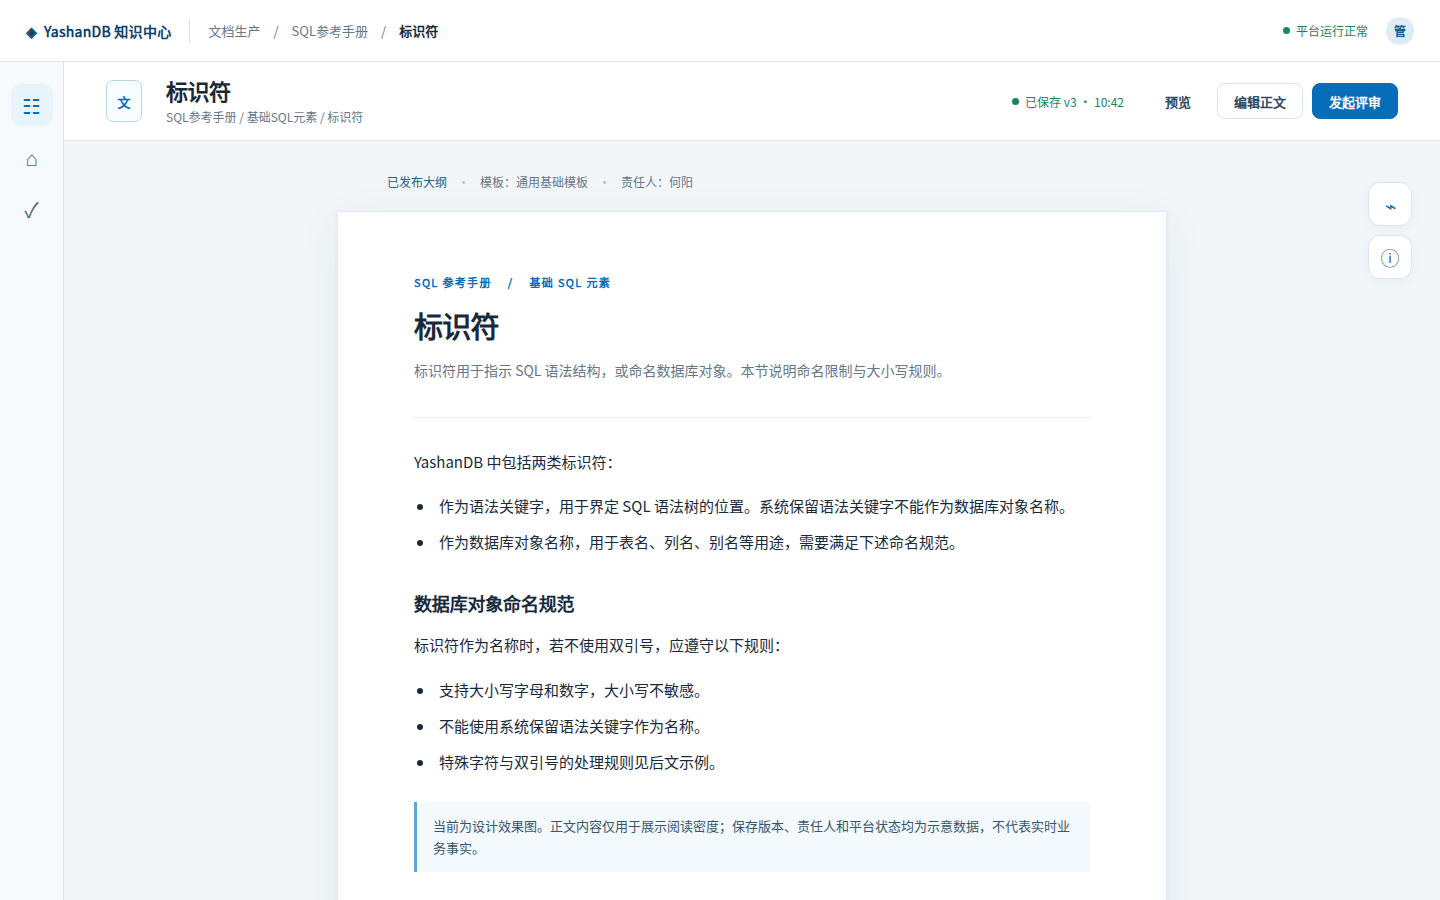 ◈ YashanDB 知识中心
文档生产 / SQL参考手册 / 标识符
平台运行正常
管
文
标识符
SQL参考手册 / 基础SQL元素 / 标识符
已保存 v3 · 10:42
预览
编辑正文
发起评审
已发布大纲 • 模板：通用基础模板 • 责任人：何阳
SQL 参考手册 / 基础 SQL 元素
标识符
标识符用于指示 SQL 语法结构，或命名数据库对象。本节说明命名限制与大小写规则。
YashanDB 中包括两类标识符：
• 作为语法关键字，用于界定 SQL 语法树的位置。系统保留语法关键字不能作为数据库对象名称。
• 作为数据库对象名称，用于表名、列名、别名等用途，需要满足下述命名规范。
数据库对象命名规范
标识符作为名称时，若不使用双引号，应遵守以下规则：
• 支持大小写字母和数字，大小写不敏感。
• 不能使用系统保留语法关键字作为名称。
• 特殊字符与双引号的处理规则见后文示例。
当前为设计效果图。正文内容仅用于展示阅读密度；保存版本、责任人和平台状态均为示意数据，不代表实时业
务事实。